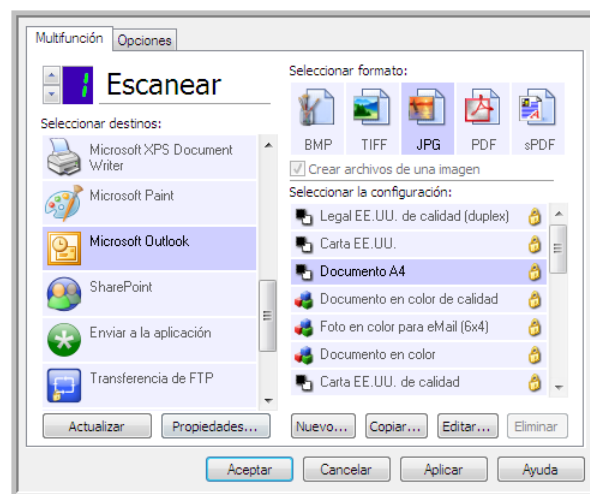 Multifunción
Opciones
1
Escanear
Seleccionar destinos:
Microsoft XPS Document
Writer
Microsoft Paint
Microsoft Outlook
SharePoint
Enviar a la aplicación
Transferencia de FTP
Actualizar
Propiedades...
Seleccionar formato:
BMP
TIFF
JPG
PDF
sPDF
Crear archivos de una imagen
Seleccionar la configuración:
Legal EE.UU. de calidad (duplex)
Carta EE.UU.
Documento A4
Documento en color de calidad
Foto en color para eMail (6x4)
Documento en color
Carta EE.UU. de calidad
Nuevo...
Copiar...
Editar...
Eliminar
Aceptar
Cancelar
Aplicar
Ayuda